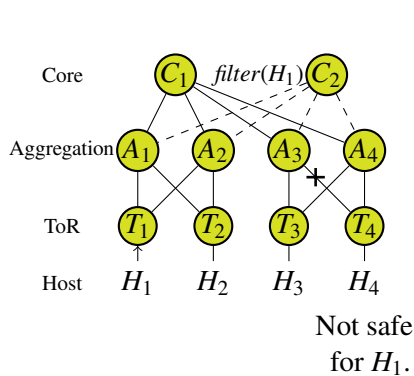 Core C1 filter(H1) C2
Aggregation A1 A2 A3 A4
ToR T1 T2 T3 T4
Host H1 H2 H3 H4
Not safe
for H1.